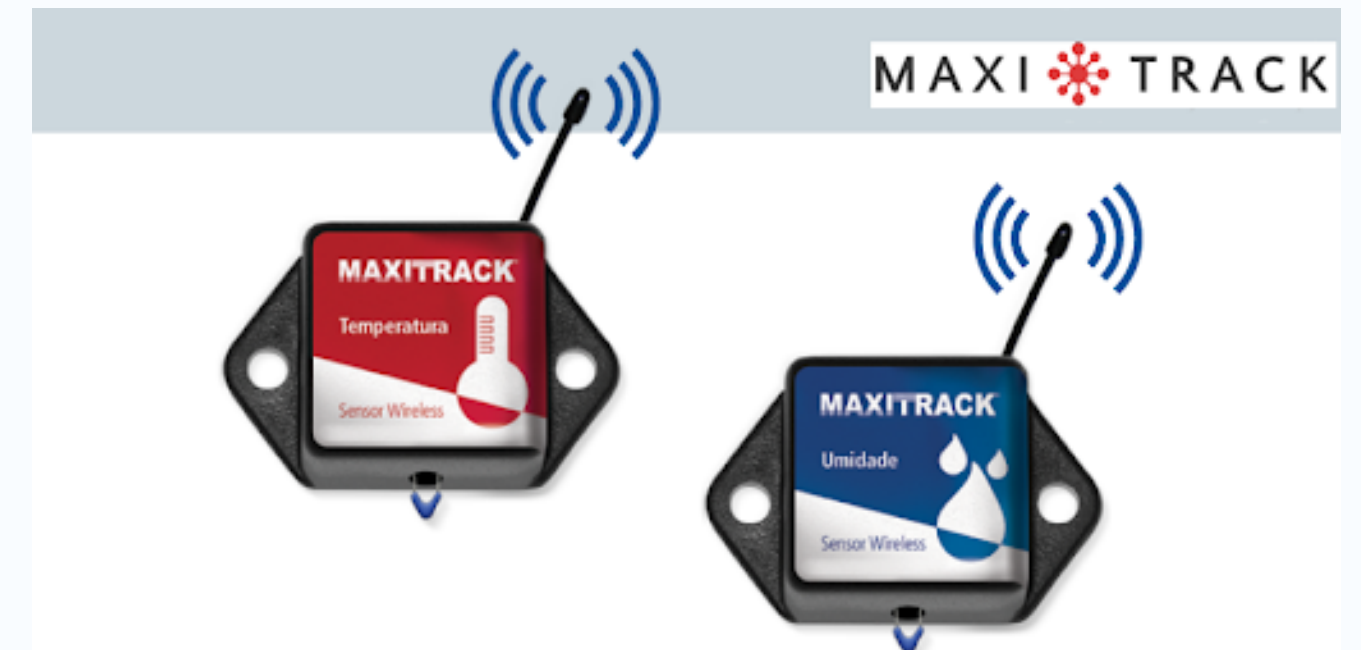 MAXI TRACK
MAXITRACK
Temperatura
Sensor Wireless
MAXITRACK
Umidade
Sensor Wireless